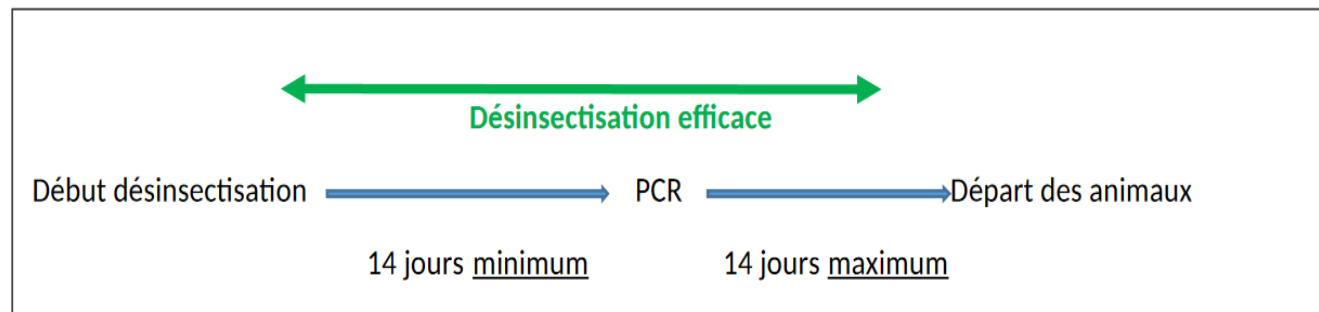 Désinsectisation efficace
Début désinsectisation PCR Départ des animaux
14 jours minimum 14 jours maximum